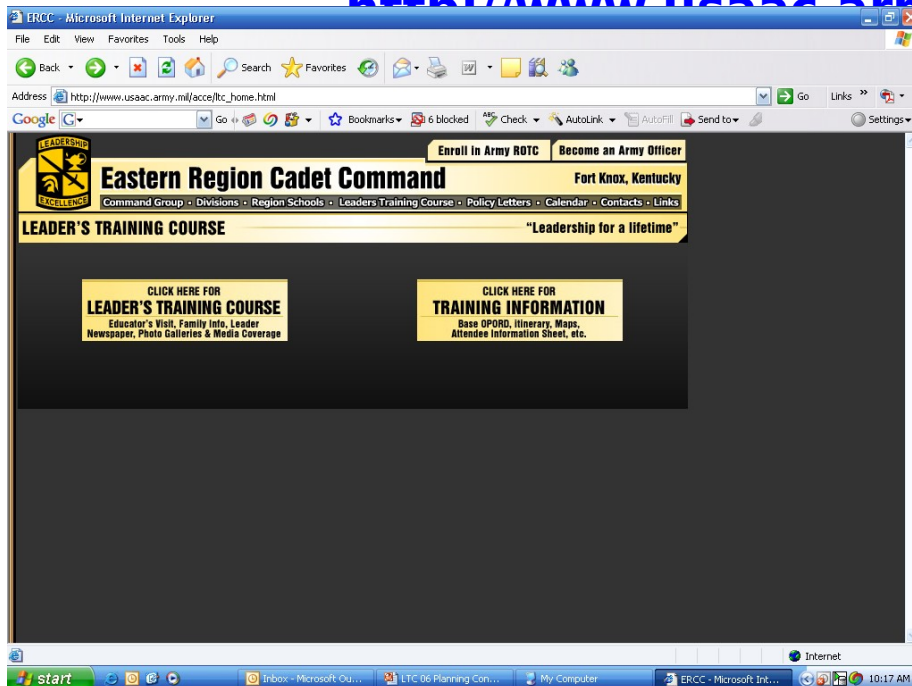 http://www.usaac.arm
ERCC - Microsoft Internet Explorer
File Edit View Favorites Tools Help
Back Search Favorites
Address http://www.usaac.army.mil/acce/ltc_home.html Go Links »
Google G Go Bookmarks 6 blocked ABC Check AutoLink AutoFill Send to Settings
LEADERSHIP
EXCELLENCE
Enroll in Army ROTC Become an Army Officer
Eastern Region Cadet Command Fort Knox, Kentucky
Command Group • Divisions • Region Schools • Leaders Training Course • Policy Letters • Calendar • Contacts • Links
LEADER'S TRAINING COURSE "Leadership for a lifetime"
CLICK HERE FOR
LEADER'S TRAINING COURSE
Educator's Visit, Family Info, Leader
Newspaper, Photo Galleries & Media Coverage
CLICK HERE FOR
TRAINING INFORMATION
Base OPORD, itinerary, Maps,
Attendee Information Sheet, etc.
Internet
start Inbox - Microsoft Ou... LTC 06 Planning Con... My Computer ERCC - Microsoft Int... 10:17 AM